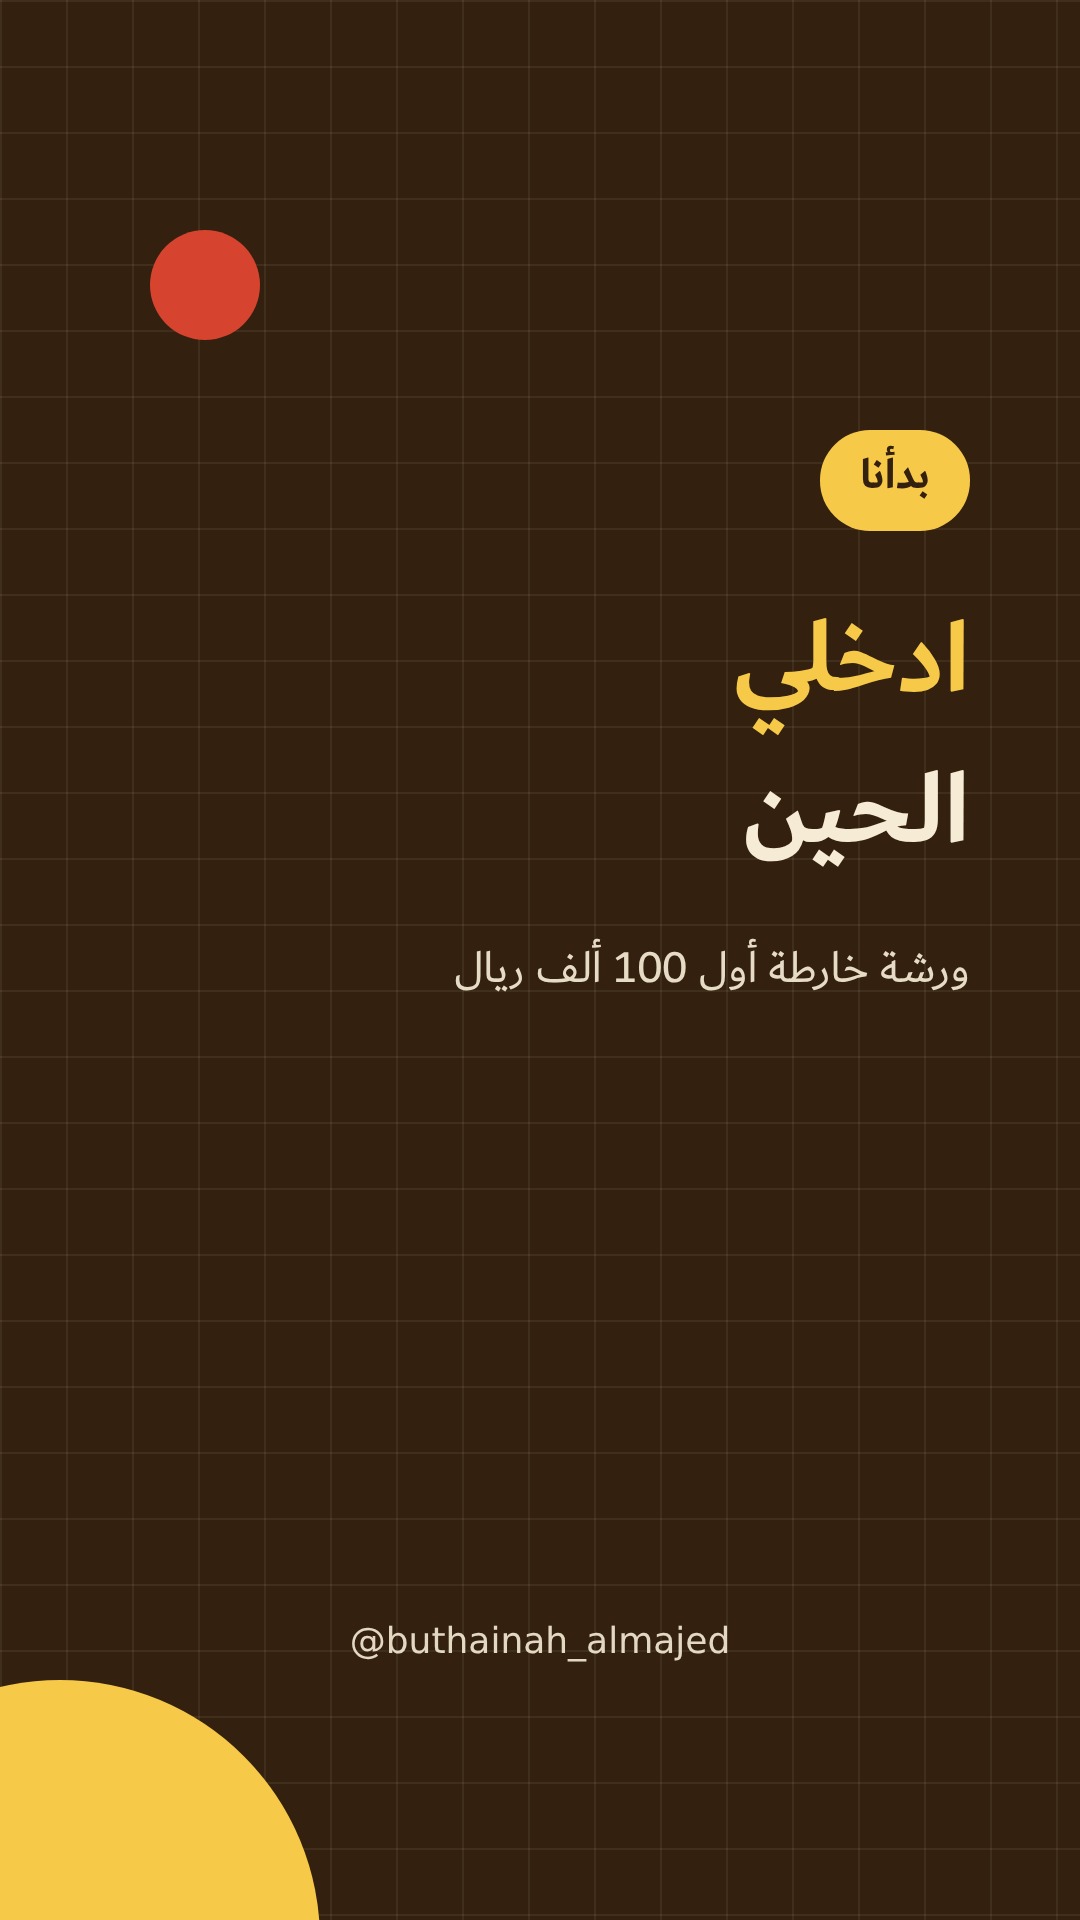 بدأنا
ادخلي
الحين
ورشة خارطة أول 100 ألف ريال
@buthainah_almajed